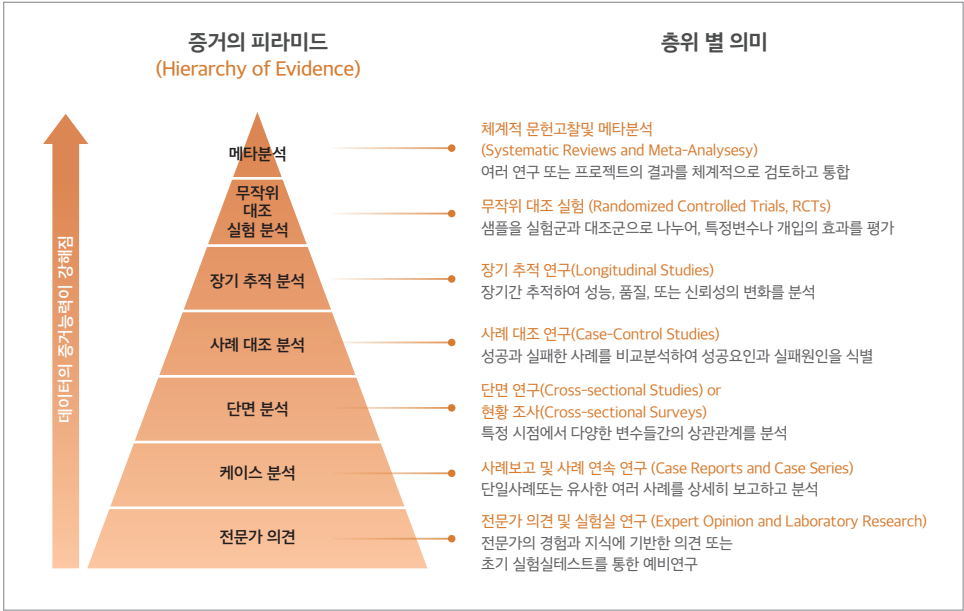 증거의 피라미드
(Hierarchy of Evidence)
층위 별 의미
데이터의 증거능력이 강해짐
메타분석
체계적 문헌고찰및 메타분석
(Systematic Reviews and Meta-Analysesy)
여러 연구 또는 프로젝트의 결과를 체계적으로 검토하고 통합
무작위
대조
실험 분석
무작위 대조 실험 (Randomized Controlled Trials, RCTs)
샘플을 실험군과 대조군으로 나누어, 특정변수나 개입의 효과를 평가
장기 추적 분석
장기 추적 연구(Longitudinal Studies)
장기간 추적하여 성능, 품질, 또는 신뢰성의 변화를 분석
사례 대조 분석
사례 대조 연구(Case-Control Studies)
성공과 실패한 사례를 비교분석하여 성공요인과 실패원인을 식별
단면 분석
단면 연구(Cross-sectional Studies) or
현황 조사(Cross-sectional Surveys)
특정 시점에서 다양한 변수들간의 상관관계를 분석
케이스 분석
사례보고 및 사례 연속 연구 (Case Reports and Case Series)
단일사례또는 유사한 여러 사례를 상세히 보고하고 분석
전문가 의견
전문가 의견 및 실험실 연구 (Expert Opinion and Laboratory Research)
전문가의 경험과 지식에 기반한 의견 또는
초기 실험실테스트를 통한 예비연구